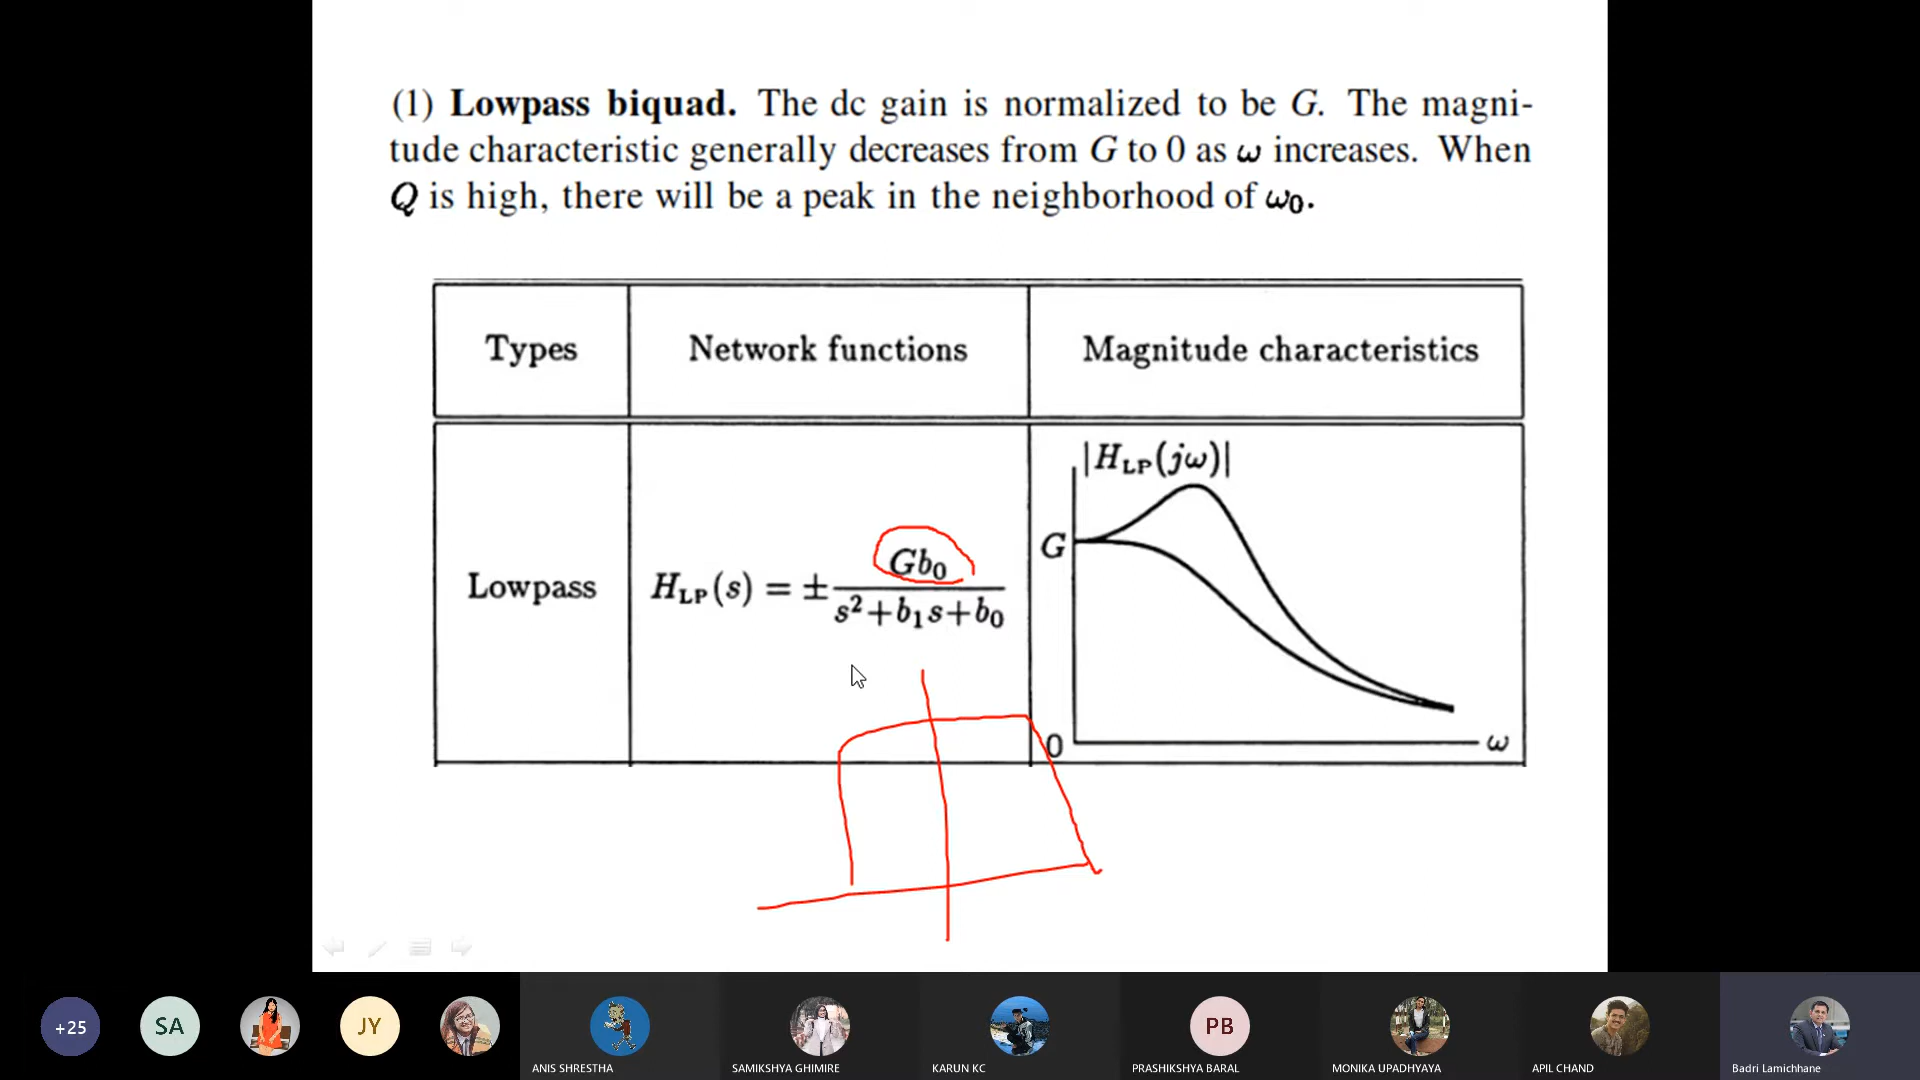 (1) Lowpass biquad. The dc gain is normalized to be G. The magni-
tude characteristic generally decreases from G to 0 as ω increases. When
Q is high, there will be a peak in the neighborhood of ω₀.
Types Network functions Magnitude characteristics
|H_LP(jω)|
G
Lowpass H_LP(s) = ± Gb₀ / (s²+b₁s+b₀)
0 ω
+25 SA JY PB
ANIS SHRESTHA SAMIKSHYA GHIMIRE KARUN KC PRASHIKSHYA BARAL MONIKA UPADHYAYA APIL CHAND Badri Lamichhane